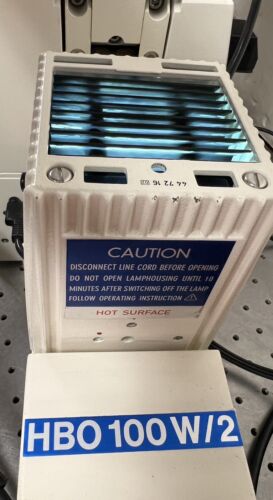 44 72 16
CAUTION
DISCONNECT LINE CORD BEFORE OPENING
DO NOT OPEN LAMPHOUSING UNTIL 10
MINUTES AFTER SWITCHING OFF THE LAMP
FOLLOW OPERATING INSTRUCTION
HOT SURFACE
HBO 100 W/2